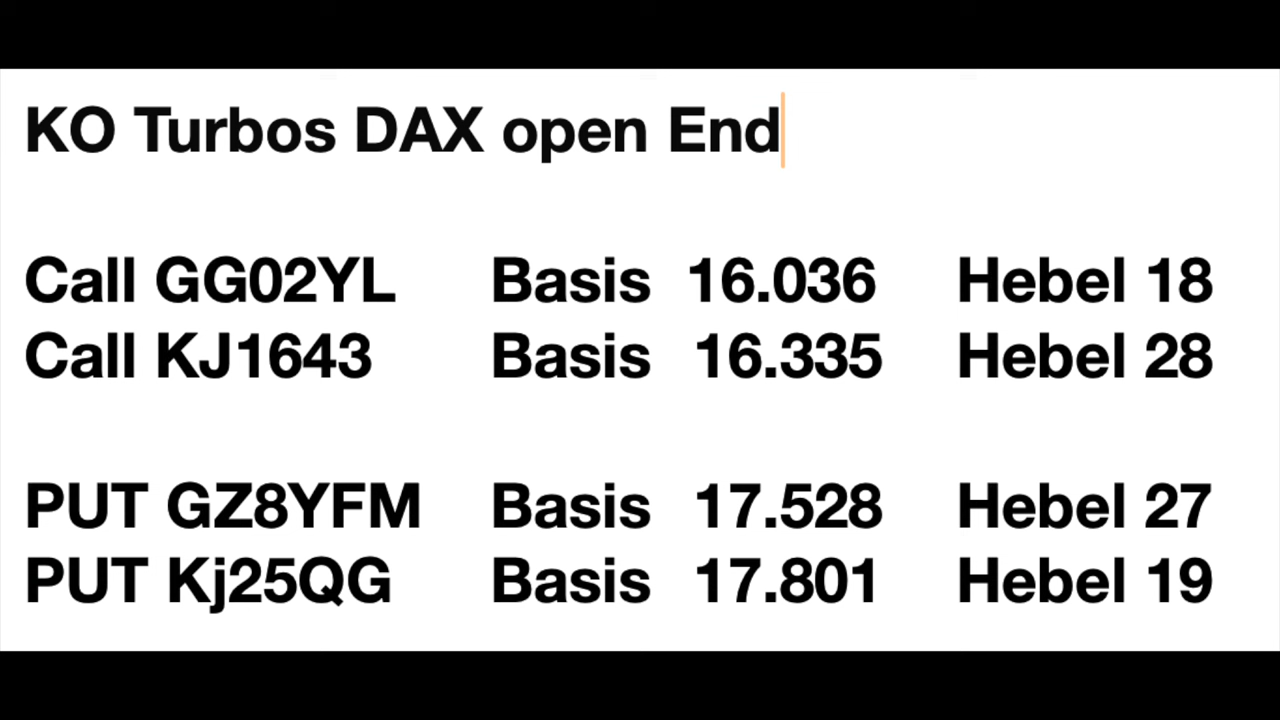 KO Turbos DAX open End
Call GG02YL Basis 16.036 Hebel 18
Call KJ1643 Basis 16.335 Hebel 28
PUT GZ8YFM Basis 17.528 Hebel 27
PUT Kj25QG Basis 17.801 Hebel 19